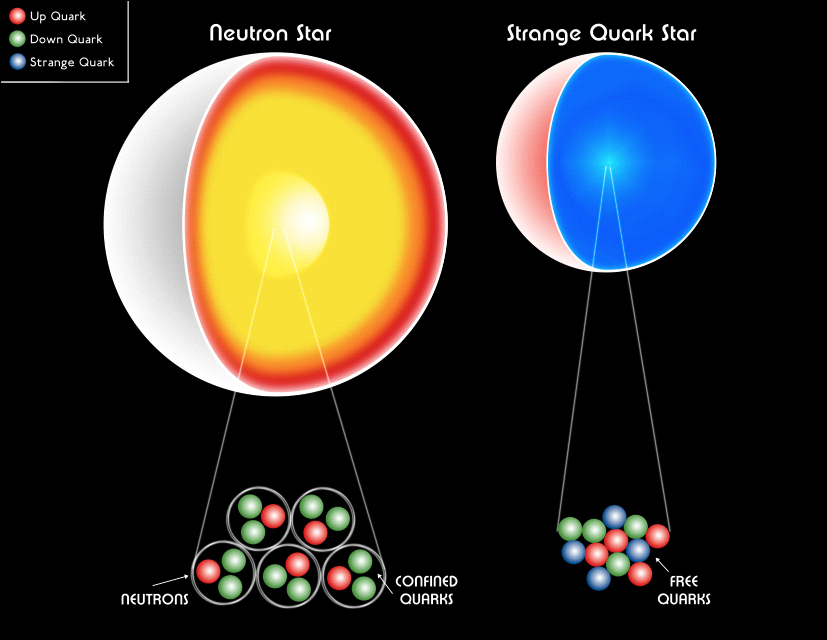 Up Quark
Down Quark
Strange Quark
Neutron Star
Strange Quark Star
NEUTRONS
CONFINED
QUARKS
FREE
QUARKS